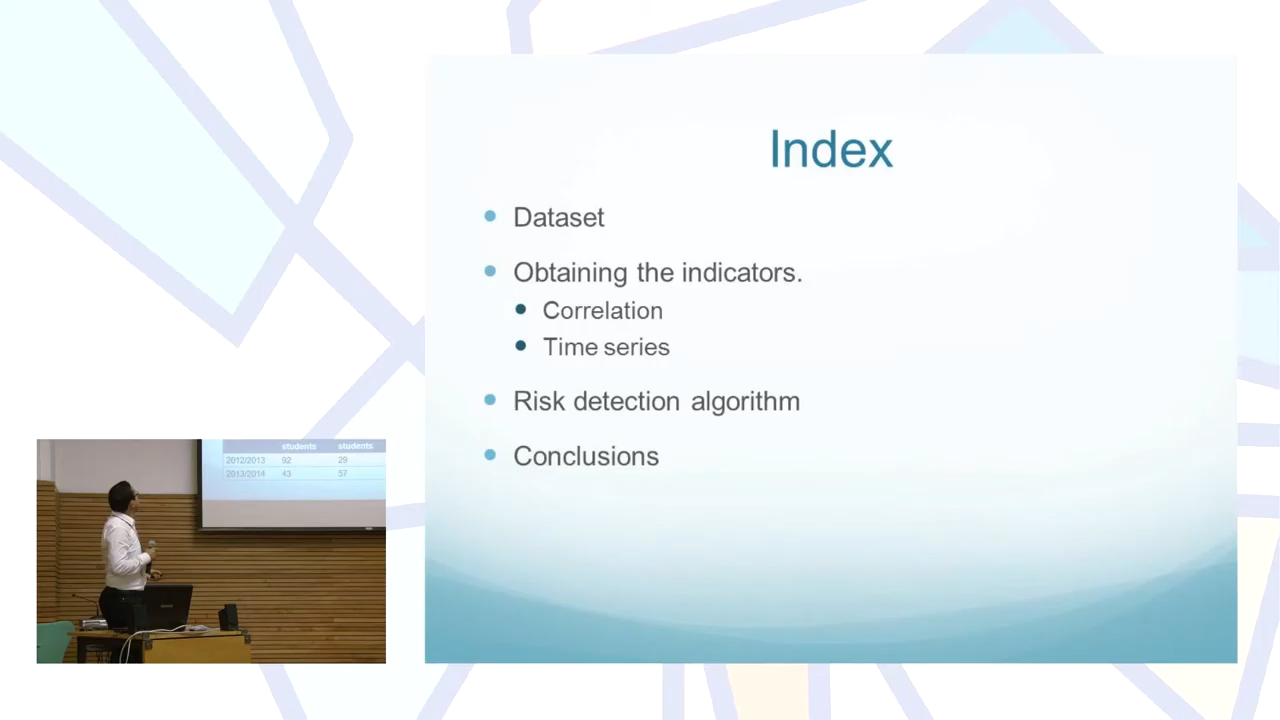 Index
Dataset
Obtaining the indicators.
Correlation
Time series
Risk detection algorithm
Conclusions
students students
2012/2013 92 29
2013/2014 43 57